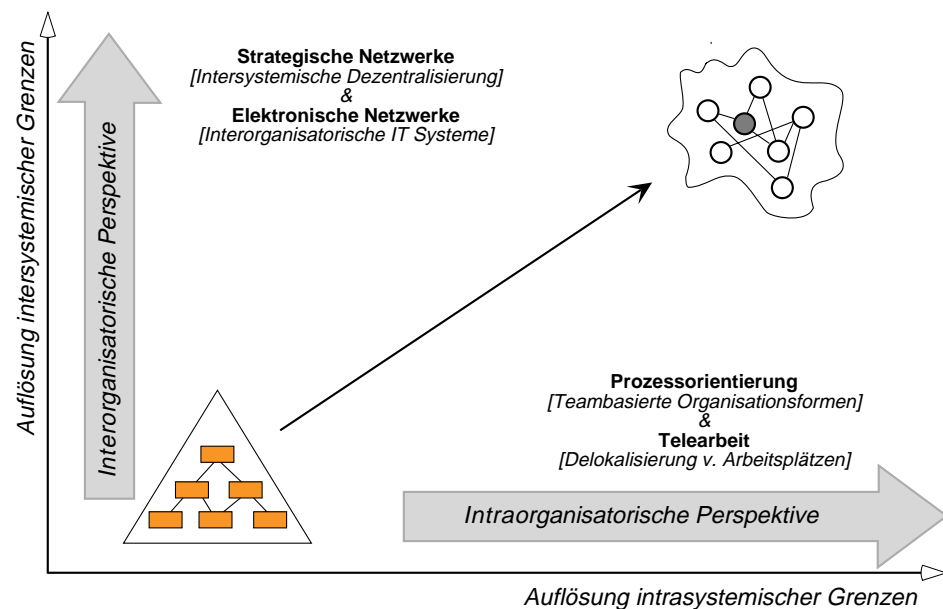 Auflösung intersystemischer Grenzen
Interorganisatorische Perspektive
Strategische Netzwerke
[Intersystemische Dezentralisierung]
&
Elektronische Netzwerke
[Interorganisatorische IT Systeme]
Prozessorientierung
[Teambasierte Organisationsformen]
&
Telearbeit
[Delokalisierung v. Arbeitsplätzen]
Intraorganisatorische Perspektive
Auflösung intrasystemischer Grenzen